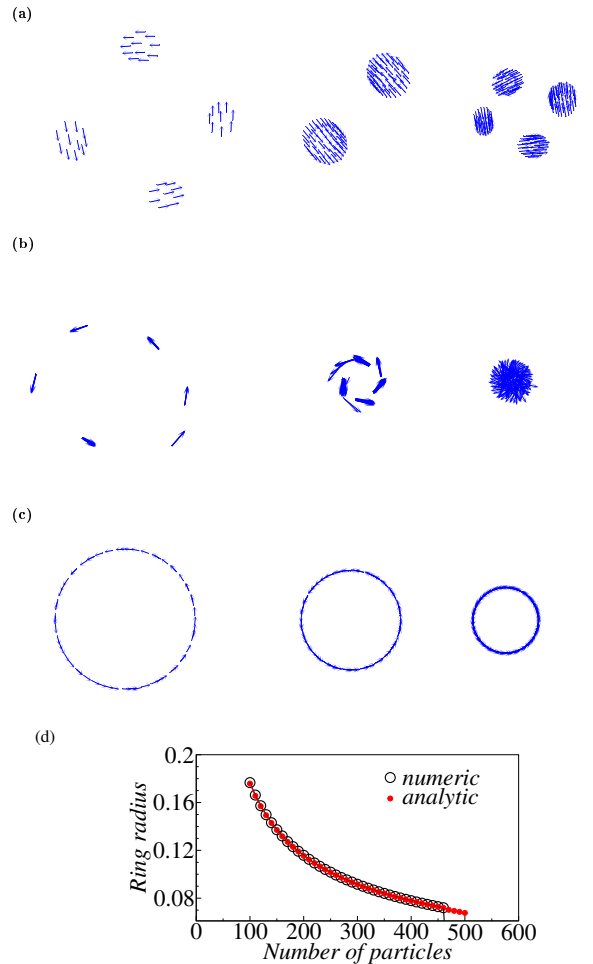 (a)
(b)
(c)
(d)
0.2
0.16
0.12
0.08
Ring radius
numeric
analytic
0 100 200 300 400 500 600
Number of particles